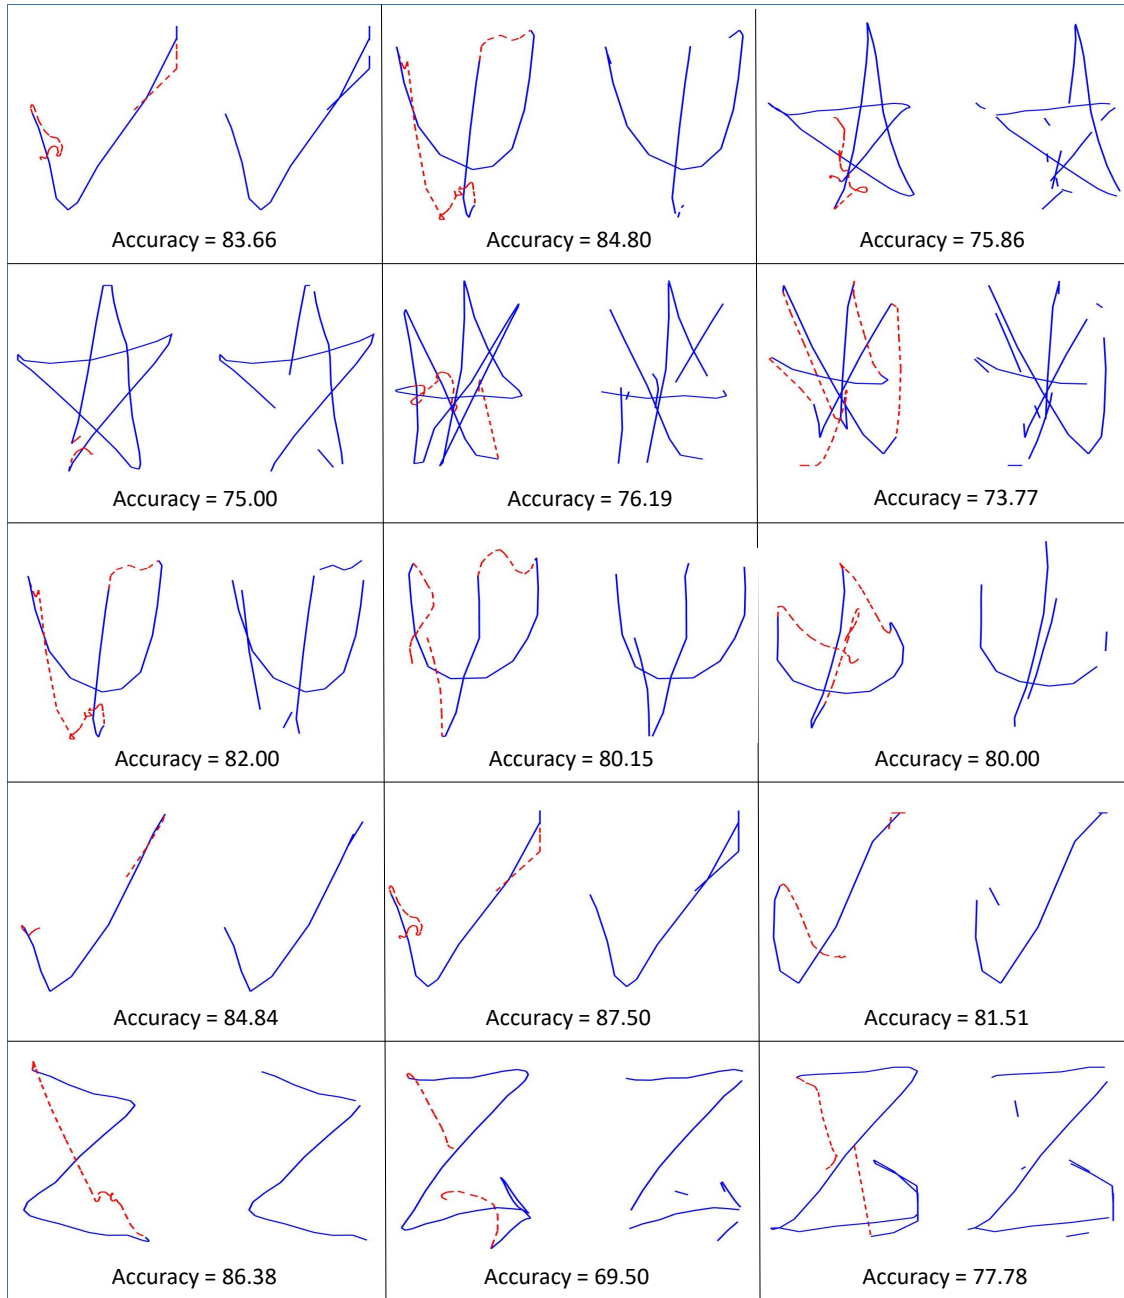 Accuracy = 83.66
Accuracy = 84.80
Accuracy = 75.86
Accuracy = 75.00
Accuracy = 76.19
Accuracy = 73.77
Accuracy = 82.00
Accuracy = 80.15
Accuracy = 80.00
Accuracy = 84.84
Accuracy = 87.50
Accuracy = 81.51
Accuracy = 86.38
Accuracy = 69.50
Accuracy = 77.78